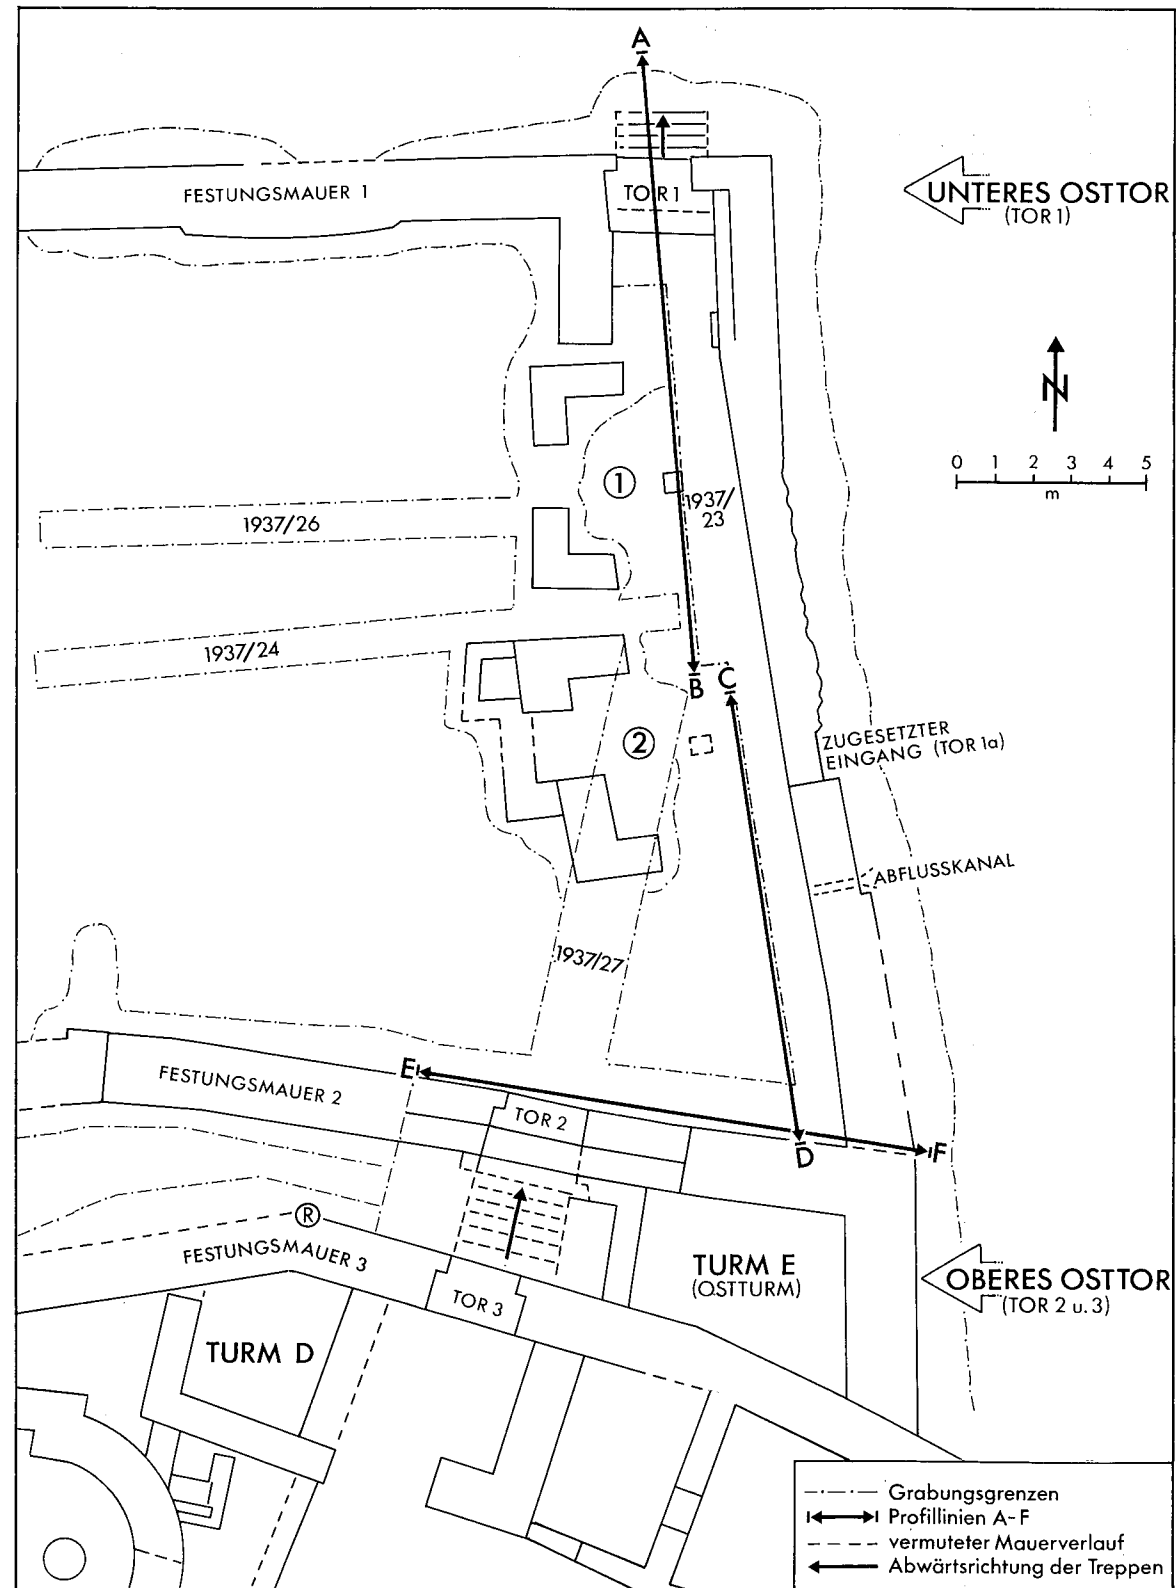 A
FESTUNGSMAUER 1
TOR 1
UNTERES OSTTOR
(TOR 1)
N
0 1 2 3 4 5
m
1
1937/
23
1937/26
1937/24
B
C
2
ZUGESETZTER
EINGANG (TOR 1a)
ABFLUSSKANAL
1937/27
E
FESTUNGSMAUER 2
TOR 2
D
F
R
FESTUNGSMAUER 3
TURM E
(OSTTURM)
OBERES OSTTOR
(TOR 2 u. 3)
TOR 3
TURM D
Grabungsgrenzen
Profillinien A-F
vermuteter Mauerverlauf
Abwärtsrichtung der Treppen